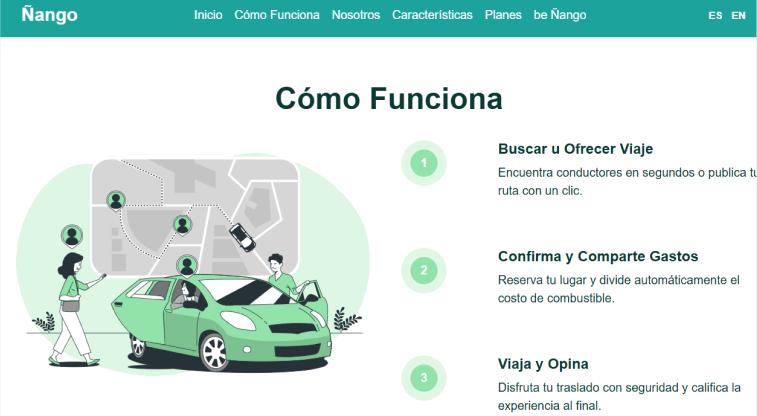 Ñango
Inicio Cómo Funciona Nosotros Características Planes be Ñango
ES EN
Cómo Funciona
1
Buscar u Ofrecer Viaje
Encuentra conductores en segundos o publica tu
ruta con un clic.
2
Confirma y Comparte Gastos
Reserva tu lugar y divide automáticamente el
costo de combustible.
3
Viaja y Opina
Disfruta tu traslado con seguridad y califica la
experiencia al final.